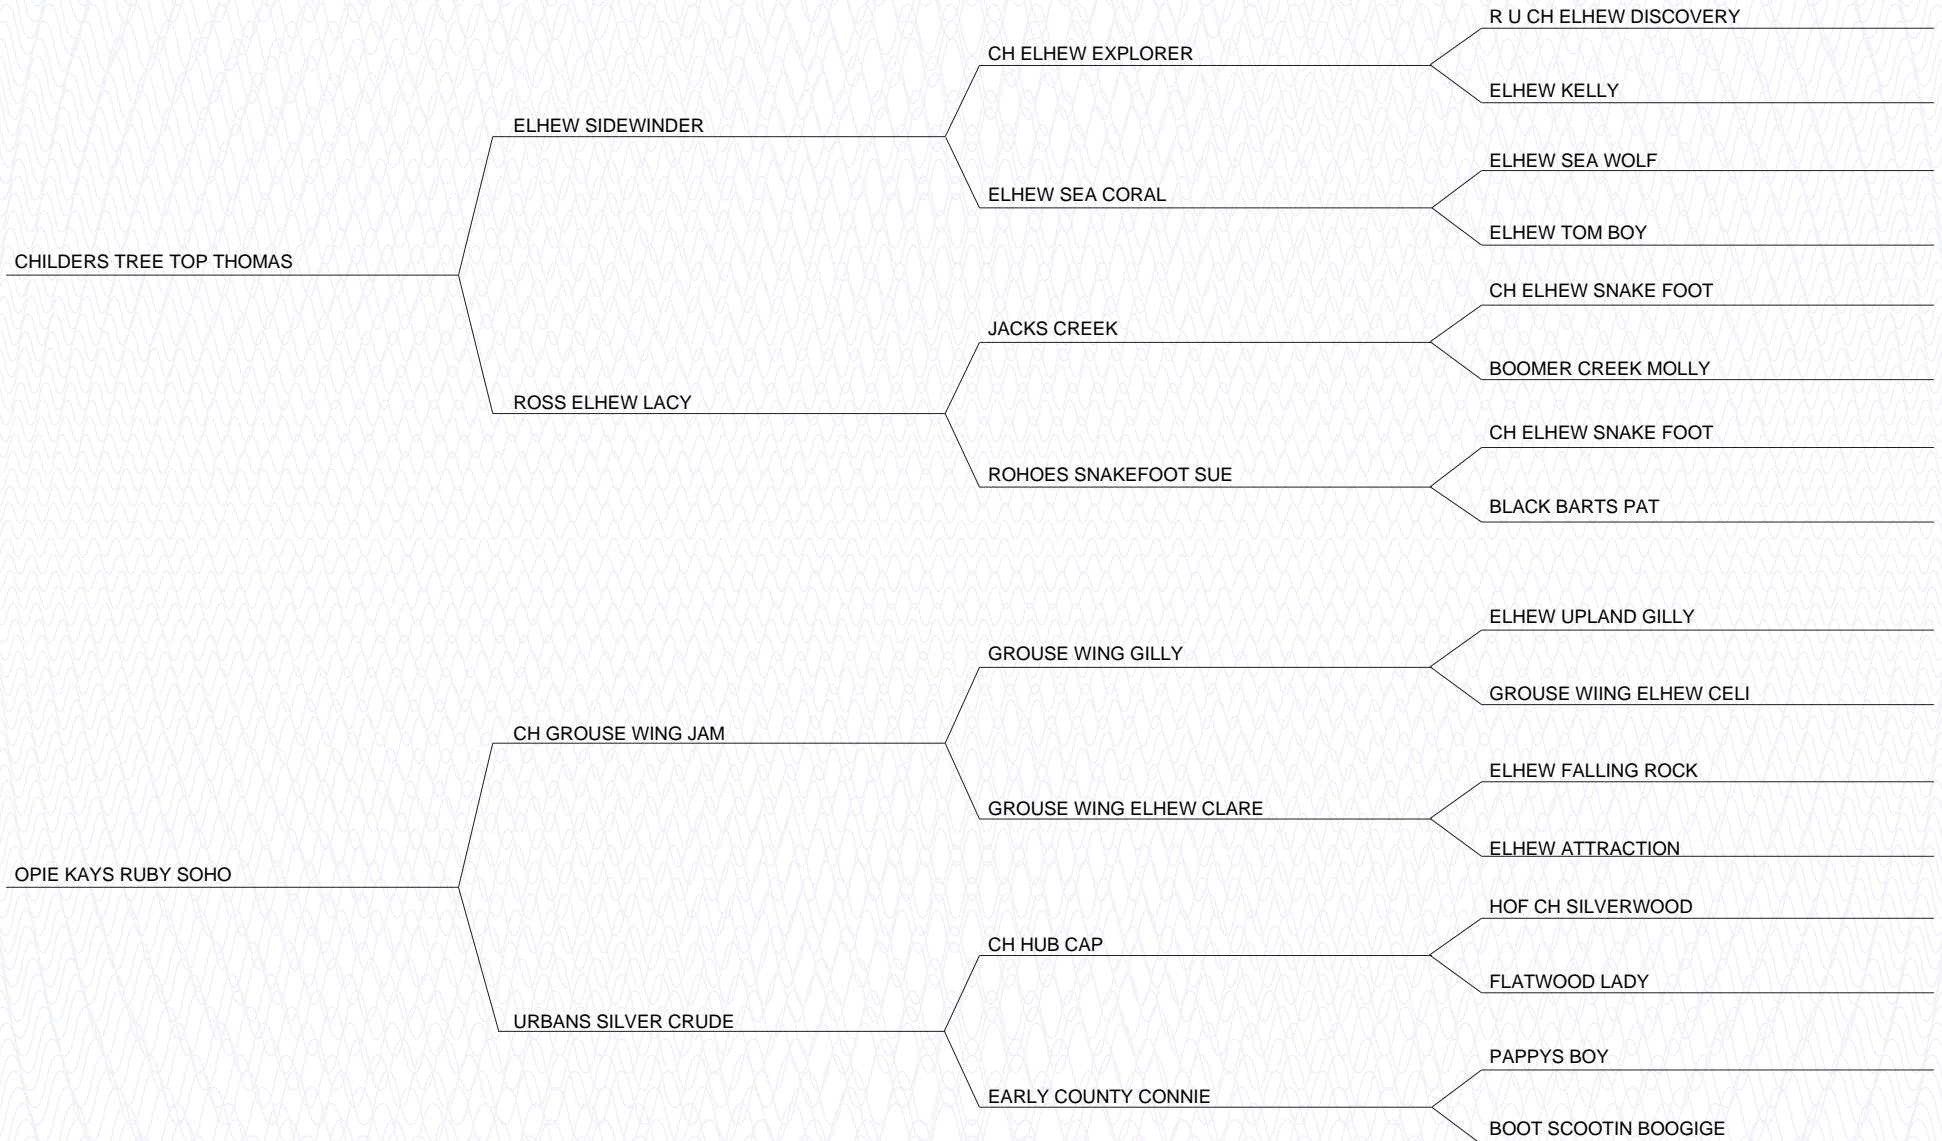 R U CH ELHEW DISCOVERY
CH ELHEW EXPLORER
ELHEW KELLY
ELHEW SIDEWINDER
ELHEW SEA WOLF
ELHEW SEA CORAL
ELHEW TOM BOY
CHILDERS TREE TOP THOMAS
CH ELHEW SNAKE FOOT
JACKS CREEK
BOOMER CREEK MOLLY
ROSS ELHEW LACY
CH ELHEW SNAKE FOOT
ROHOES SNAKEFOOT SUE
BLACK BARTS PAT
ELHEW UPLAND GILLY
GROUSE WING GILLY
GROUSE WIING ELHEW CELI
CH GROUSE WING JAM
ELHEW FALLING ROCK
GROUSE WING ELHEW CLARE
ELHEW ATTRACTION
OPIE KAYS RUBY SOHO
HOF CH SILVERWOOD
CH HUB CAP
FLATWOOD LADY
URBANS SILVER CRUDE
PAPPYS BOY
EARLY COUNTY CONNIE
BOOT SCOOTIN BOOGIGE